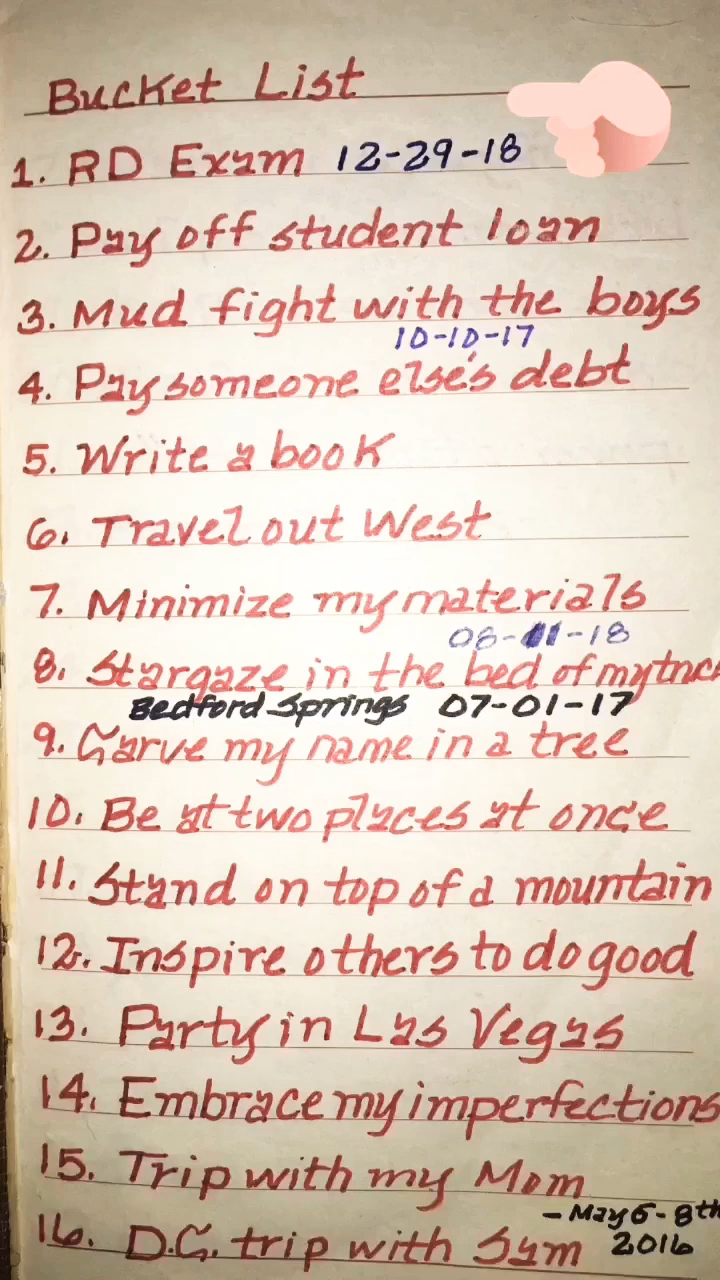 Bucket List
1. RD Exam 12-29-18
2. Pay off student loan
3. Mud fight with the boys
10-10-17
4. Pay someone else's debt
5. Write a book
6. Travel out West
7. Minimize my materials
08-11-18
8. Stargaze in the bed of my truck
Bedford Springs 07-01-17
9. Carve my name in a tree
10. Be at two places at once
11. Stand on top of a mountain
12. Inspire others to do good
13. Party in Las Vegas
14. Embrace my imperfections
15. Trip with my Mom
- May 6-8th
16. D.C. trip with Sym 2016